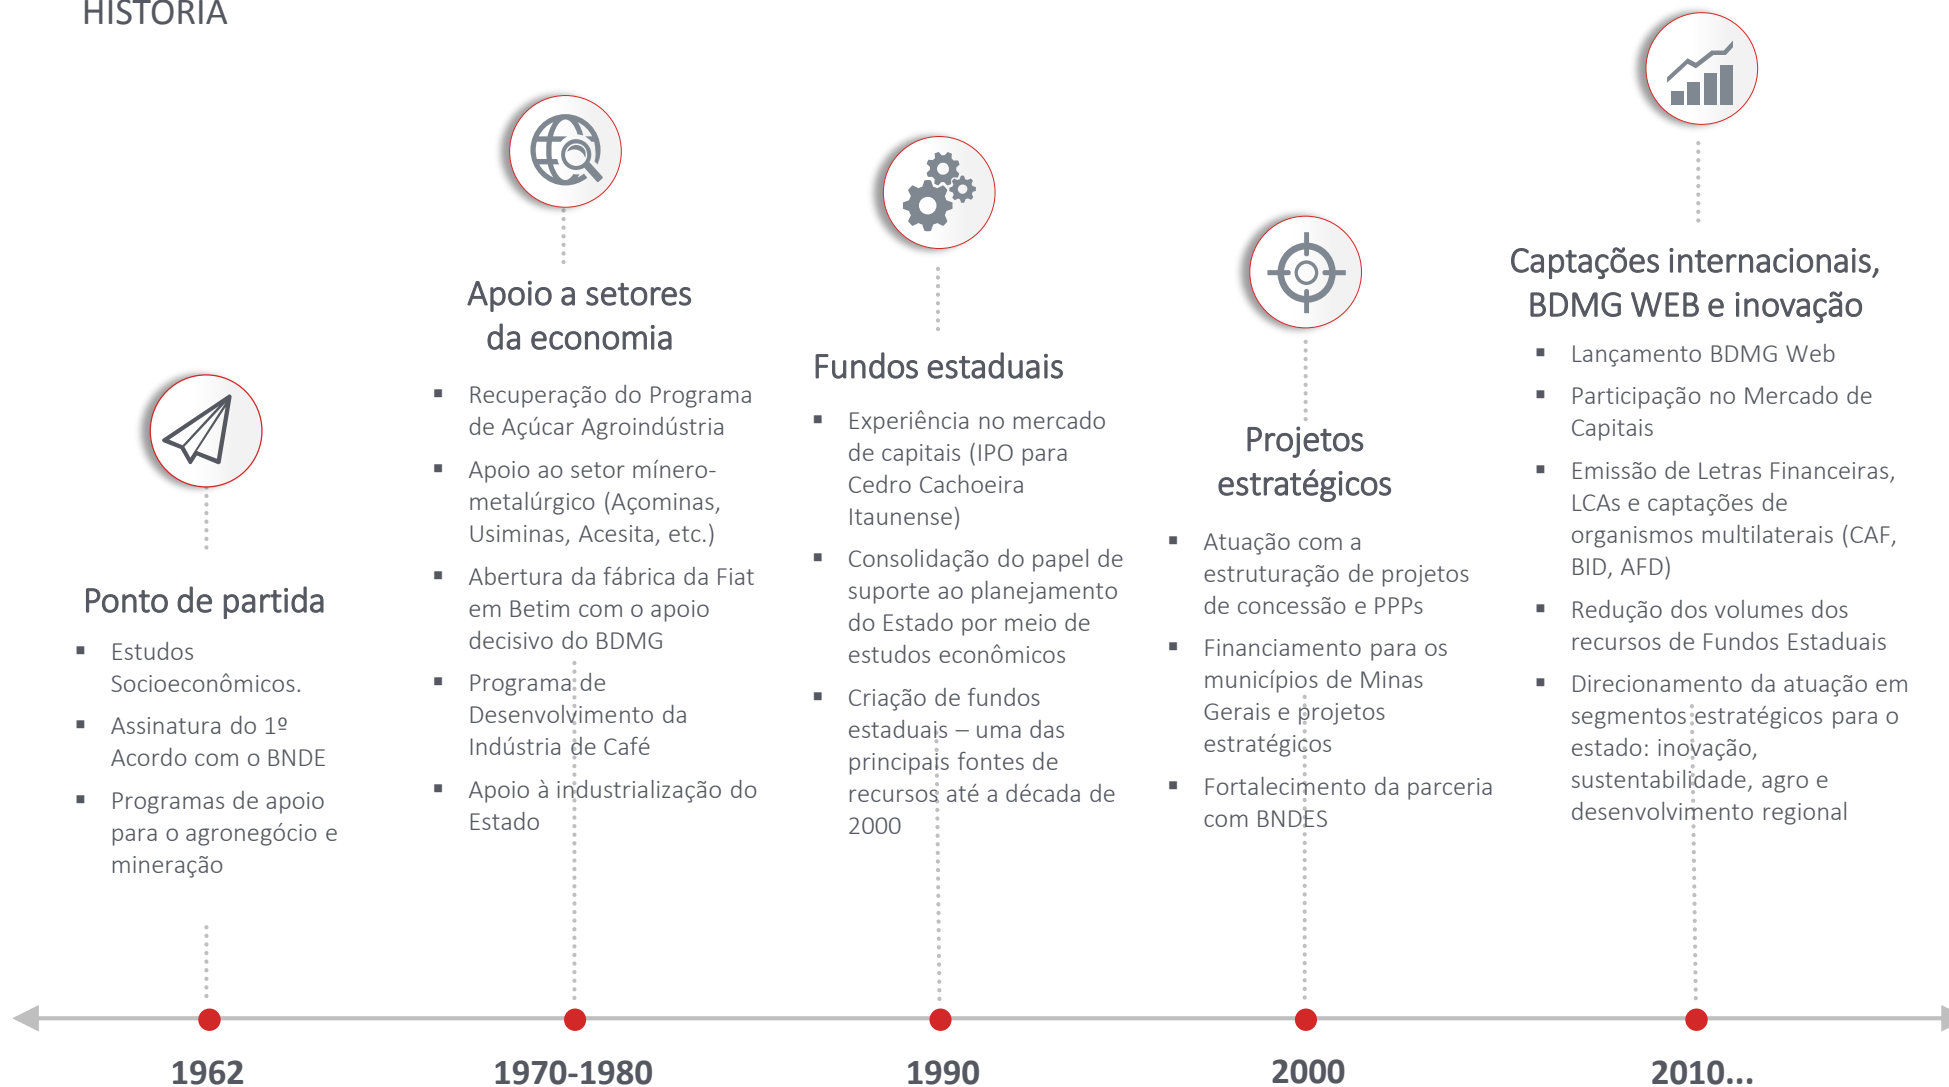 HISTÓRIA
Ponto de partida
▪ Estudos
Socioeconômicos.
▪ Assinatura do 1º
Acordo com o BNDE
▪ Programas de apoio
para o agronegócio e
mineração
1962
Apoio a setores
da economia
▪ Recuperação do Programa
de Açúcar Agroindústria
▪ Apoio ao setor mínero-
metalúrgico (Açominas,
Usiminas, Acesita, etc.)
▪ Abertura da fábrica da Fiat
em Betim com o apoio
decisivo do BDMG
▪ Programa de
Desenvolvimento da
Indústria de Café
▪ Apoio à industrialização do
Estado
1970-1980
Fundos estaduais
▪ Experiência no mercado
de capitais (IPO para
Cedro Cachoeira
Itaunense)
▪ Consolidação do papel de
suporte ao planejamento
do Estado por meio de
estudos econômicos
▪ Criação de fundos
estaduais – uma das
principais fontes de
recursos até a década de
2000
1990
Projetos
estratégicos
▪ Atuação com a
estruturação de projetos
de concessão e PPPs
▪ Financiamento para os
municípios de Minas
Gerais e projetos
estratégicos
▪ Fortalecimento da parceria
com BNDES
2000
Captações internacionais,
BDMG WEB e inovação
▪ Lançamento BDMG Web
▪ Participação no Mercado de
Capitais
▪ Emissão de Letras Financeiras,
LCAs e captações de
organismos multilaterais (CAF,
BID, AFD)
▪ Redução dos volumes dos
recursos de Fundos Estaduais
▪ Direcionamento da atuação em
segmentos estratégicos para o
estado: inovação,
sustentabilidade, agro e
desenvolvimento regional
2010...